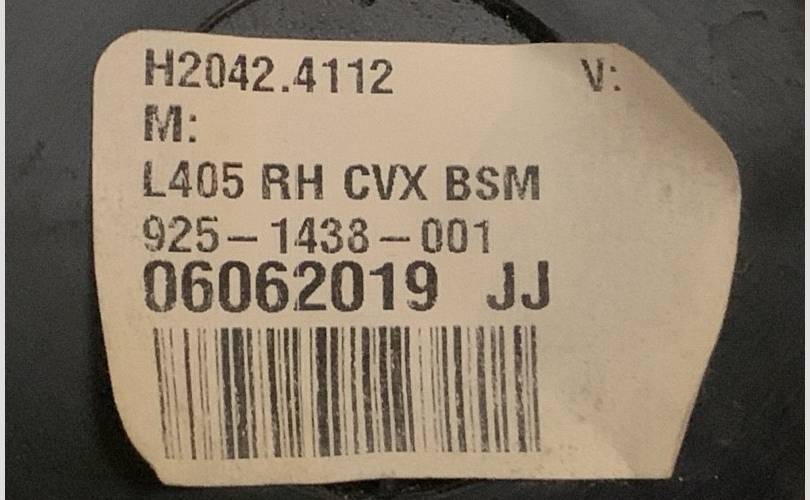 H2042.4112 V:
M:
L405 RH CVX BSM
925-1438-001
06062019 JJ